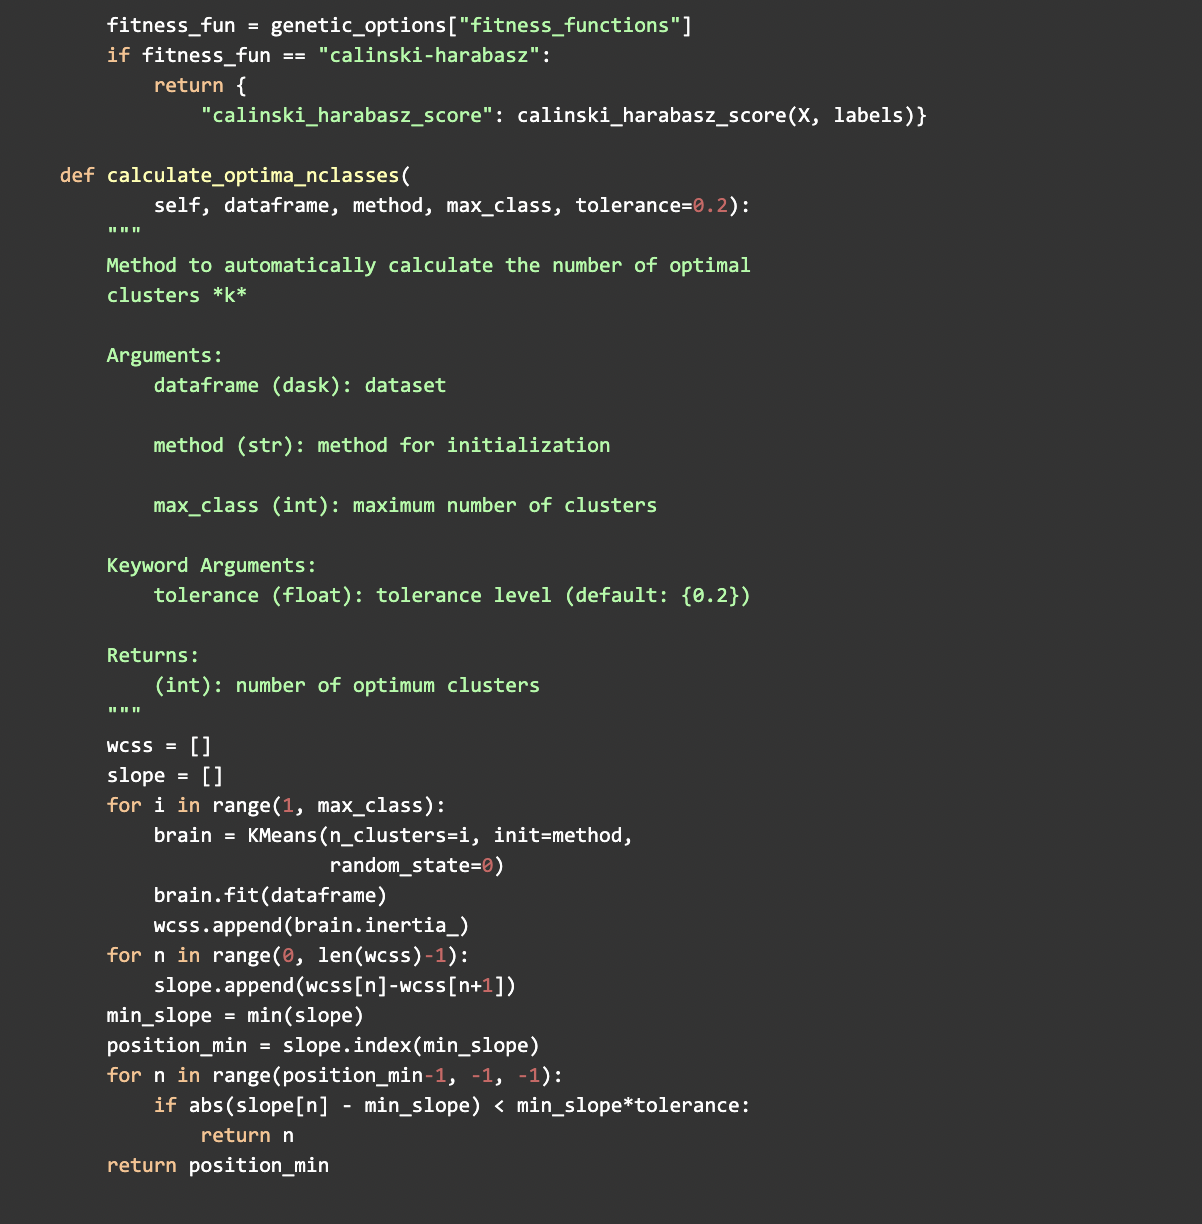 fitness_fun = genetic_options["fitness_functions"]
if fitness_fun == "calinski-harabasz":
return {
"calinski_harabasz_score": calinski_harabasz_score(X, labels)}
def calculate_optima_nclasses(
self, dataframe, method, max_class, tolerance=0.2):
"""
Method to automatically calculate the number of optimal
clusters *k*
Arguments:
dataframe (dask): dataset
method (str): method for initialization
max_class (int): maximum number of clusters
Keyword Arguments:
tolerance (float): tolerance level (default: {0.2})
Returns:
(int): number of optimum clusters
"""
wcss = []
slope = []
for i in range(1, max_class):
brain = KMeans(n_clusters=i, init=method,
random_state=0)
brain.fit(dataframe)
wcss.append(brain.inertia_)
for n in range(0, len(wcss)-1):
slope.append(wcss[n]-wcss[n+1])
min_slope = min(slope)
position_min = slope.index(min_slope)
for n in range(position_min-1, -1, -1):
if abs(slope[n] - min_slope) < min_slope*tolerance:
return n
return position_min